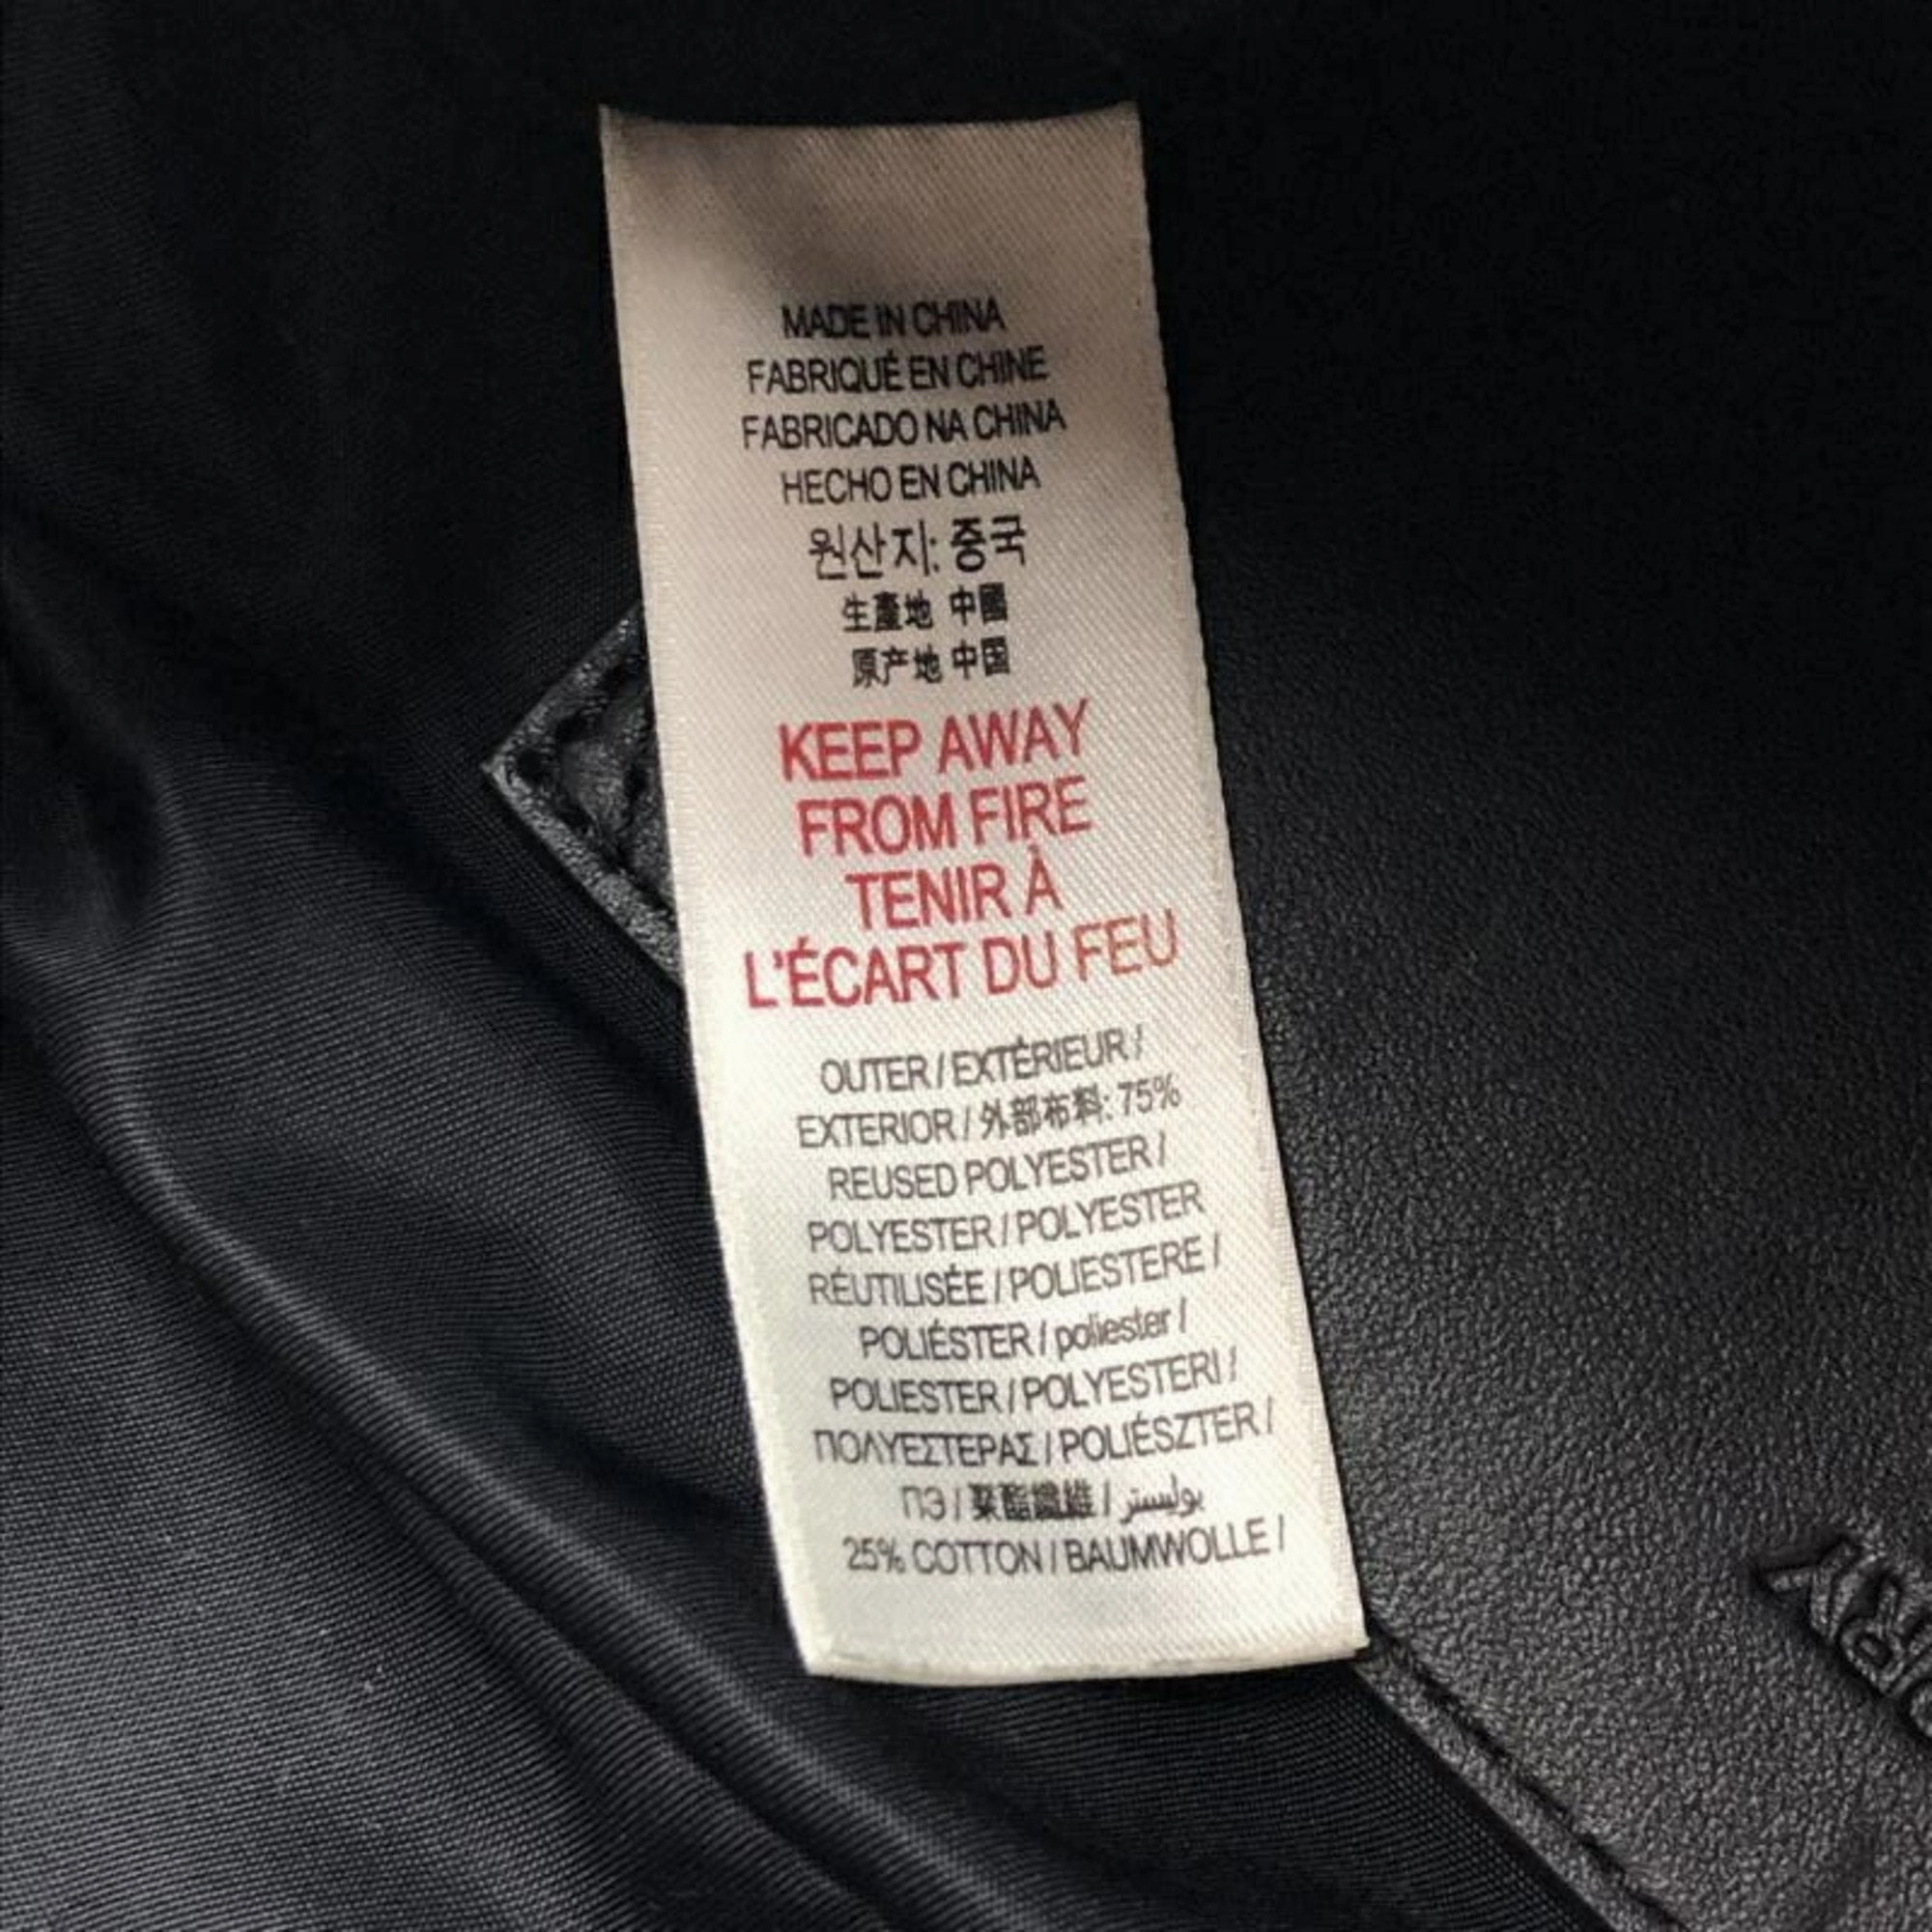 MADE IN CHINA
FABRIQUÉ EN CHINE
FABRICADO NA CHINA
HECHO EN CHINA
원산지: 중국
生產地 中國
原产地 中国
KEEP AWAY
FROM FIRE
TENIR À
L'ÉCART DU FEU
OUTER / EXTÉRIEUR /
EXTERIOR / 外部布料: 75%
REUSED POLYESTER /
POLYESTER / POLYESTER
RÉUTILISÉE / POLIESTERE /
POLIÉSTER / poliester /
POLIESTER / POLYESTERI /
ΠΟΛΥΕΣΤΕΡΑΣ / POLIÉSZTER /
ПЭ / 聚酯纖維 / بوليستر
25% COTTON / BAUMWOLLE /